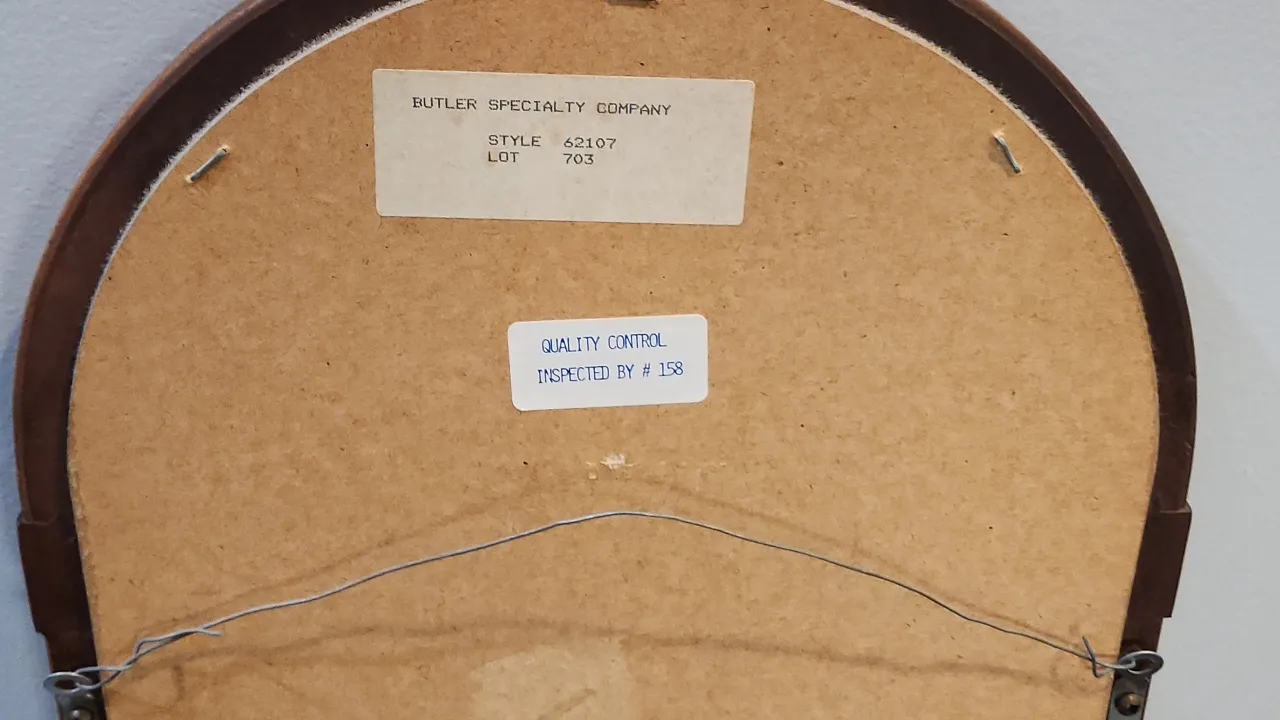 BUTLER SPECIALTY COMPANY
STYLE 62107
LOT 703
QUALITY CONTROL
INSPECTED BY # 158